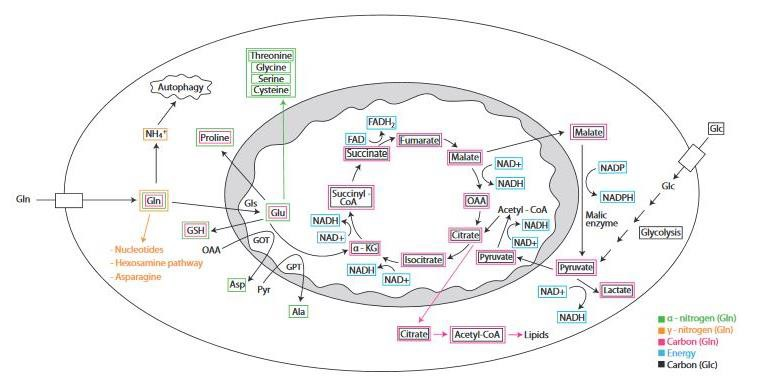 Threonine
Glycine
Serine
Cysteine
Autophagy
NH₄⁺
Proline
FADH₂
FAD
Succinate
Fumarate
Malate
NAD+
NADH
Malate
Glc
Glc
NADP
NADPH
Malic
enzyme
Glycolysis
Gln
Gln
Gls
Glu
GSH
OAA
GOT
GPT
Asp
Pyr
Ala
- Nucleotides
- Hexosamine pathway
- Asparagine
Succinyl -
CoA
NADH
NAD+
α - KG
NADH
NAD+
Isocitrate
OAA
Citrate
Acetyl - CoA
NADH
NAD+
Pyruvate
Pyruvate
NAD+
NADH
Lactate
Citrate
Acetyl-CoA
Lipids
α - nitrogen (Gln)
γ - nitrogen (Gln)
Carbon (Gln)
Energy
Carbon (Glc)